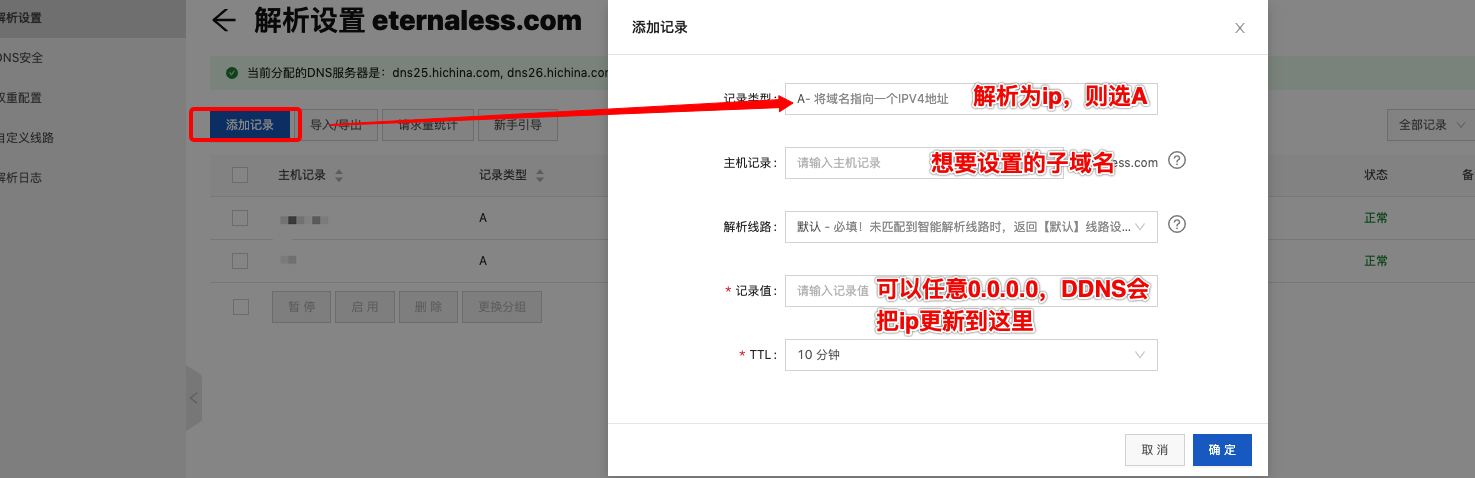 解析设置
DNS安全
权重配置
自定义线路
解析日志
← 解析设置 eternaless.com
当前分配的DNS服务器是：dns25.hichina.com, dns26.hichina.com
添加记录
导入/导出
请求量统计
新手引导
全部记录
主机记录
记录类型
状态
备
A
正常
A
正常
暂停
启用
删除
更换分组
添加记录
记录类型:
A- 将域名指向一个IPV4地址
解析为ip，则选A
主机记录:
请输入主机记录
想要设置的子域名
ess.com
解析线路:
默认 - 必填！未匹配到智能解析线路时，返回【默认】线路设...
* 记录值:
请输入记录值
可以任意0.0.0.0，DDNS会
把ip更新到这里
* TTL:
10 分钟
取消
确定